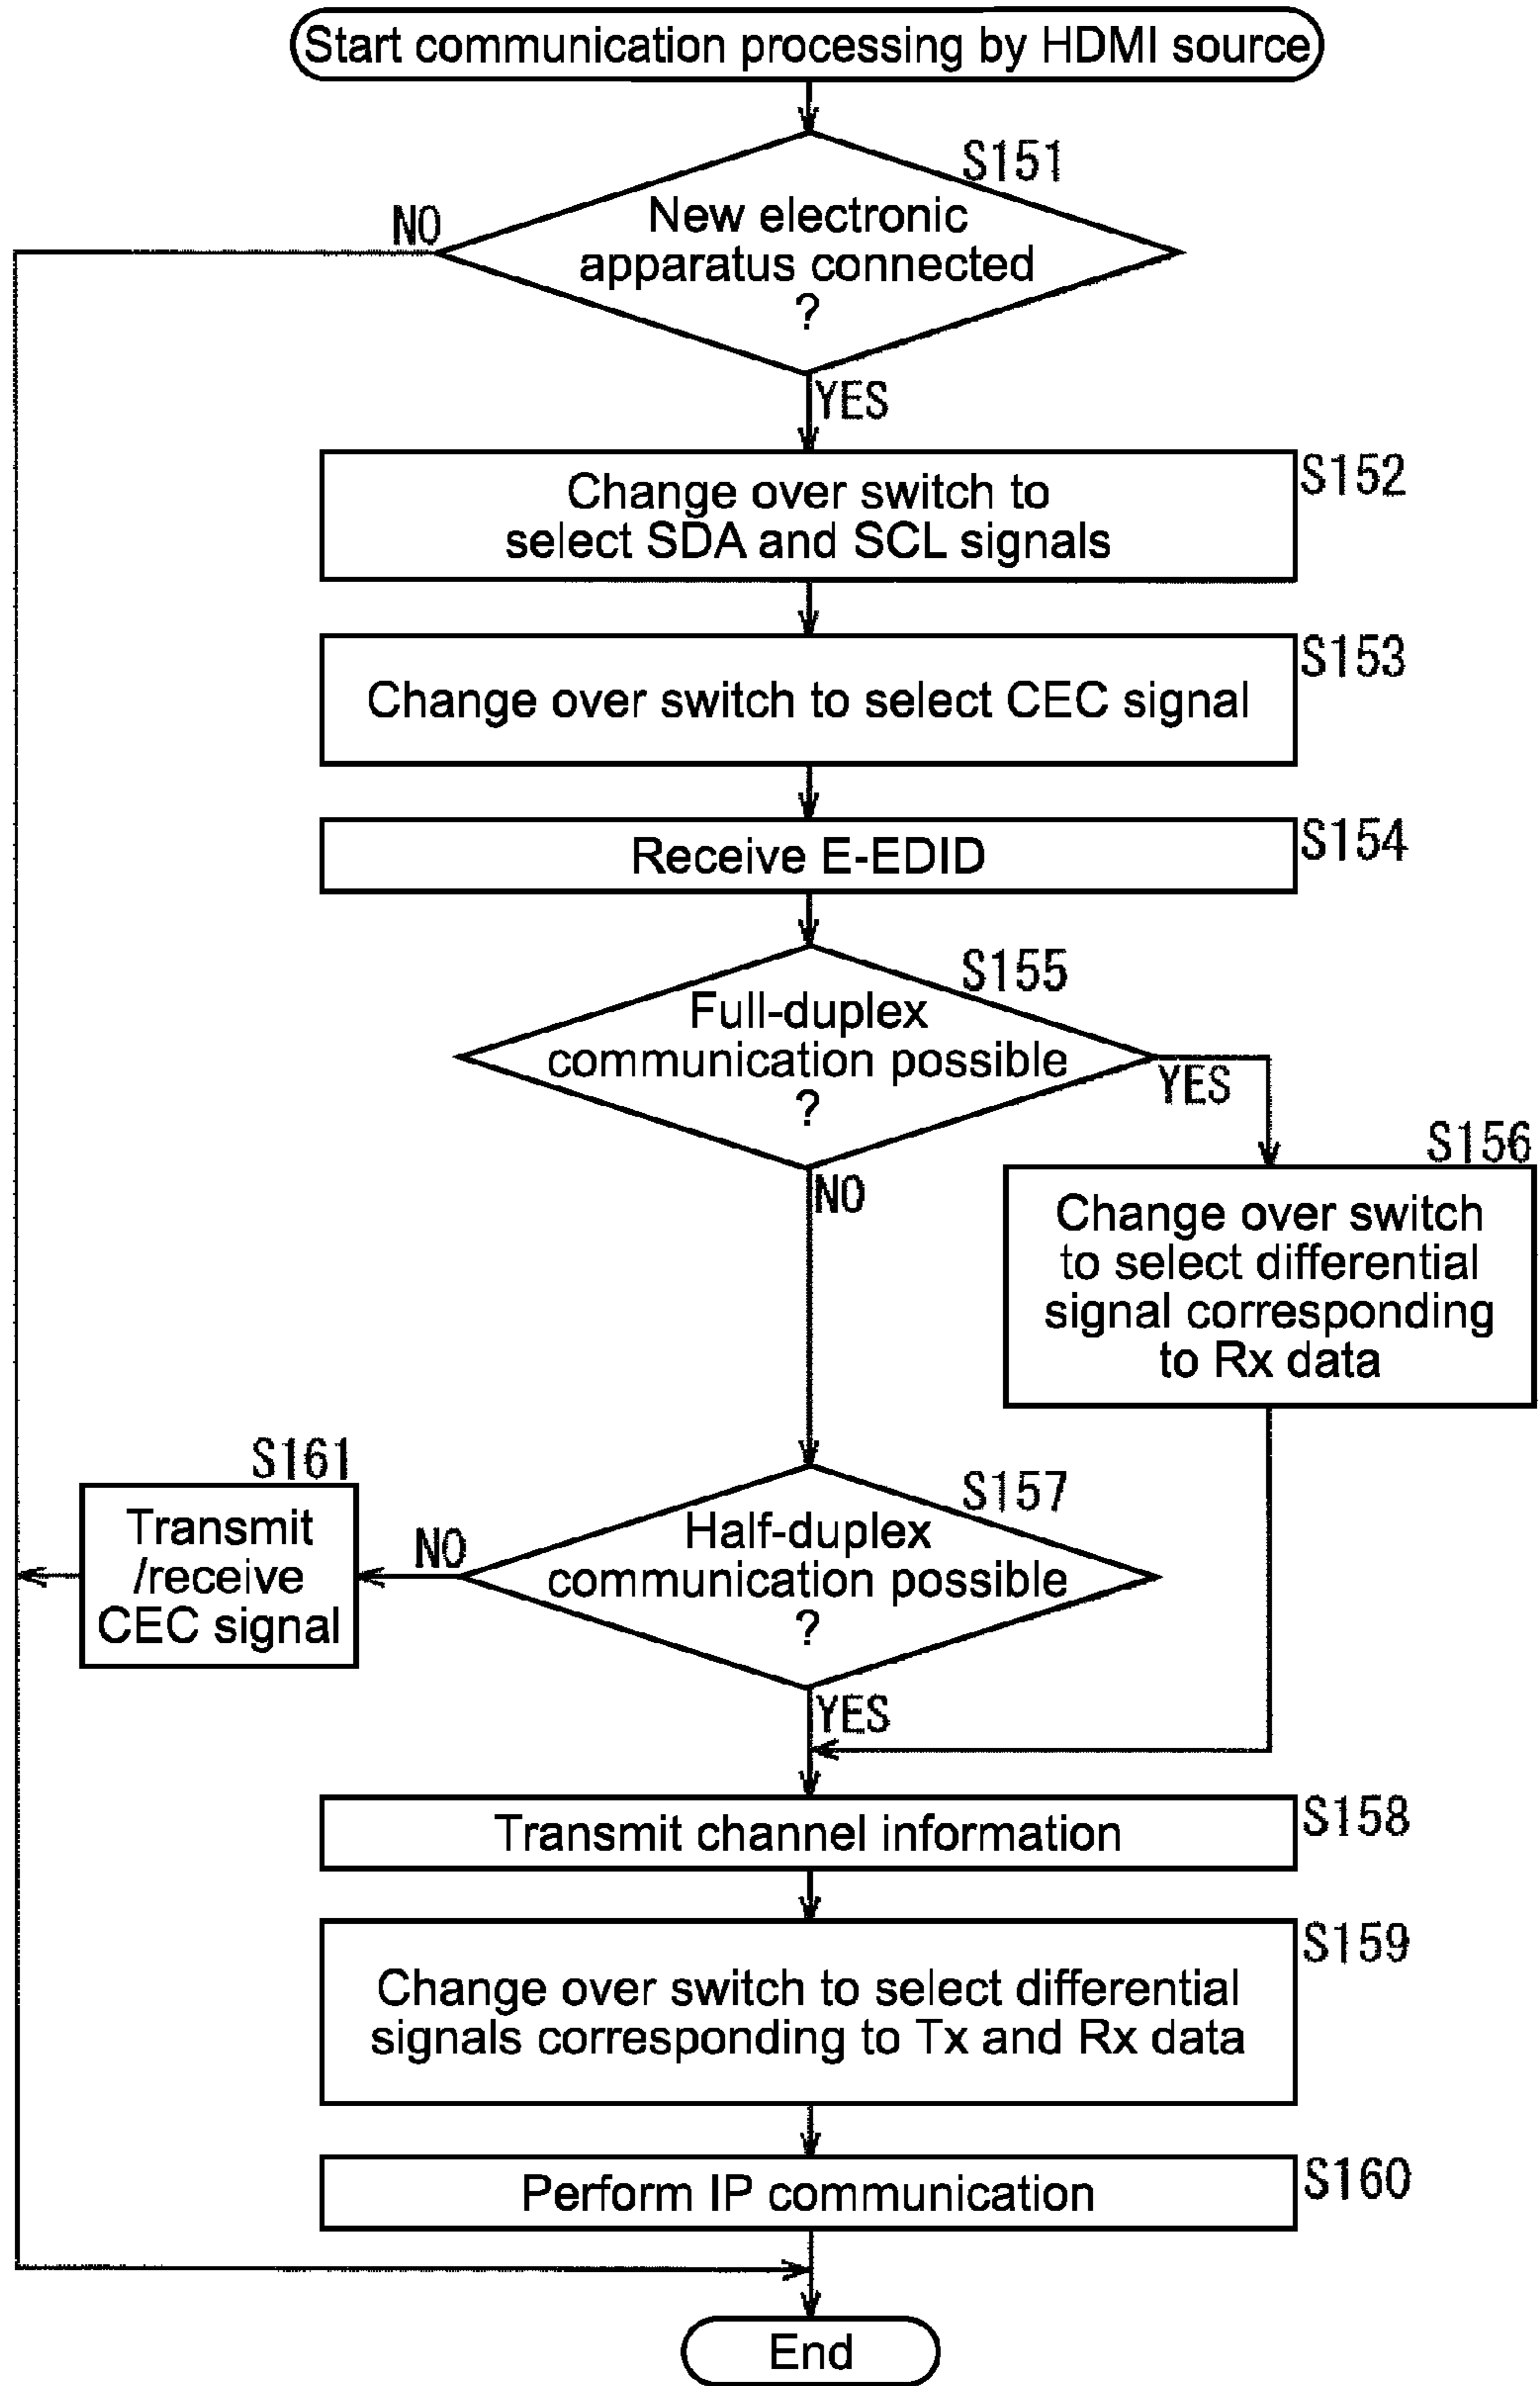 Start communication processing by HDMI source
S151
New electronic
apparatus connected
?
NO
YES
S152
Change over switch to
select SDA and SCL signals
S153
Change over switch to select CEC signal
S154
Receive E-EDID
S155
Full-duplex
communication possible
?
YES
NO
S156
Change over switch
to select differential
signal corresponding
to Rx data
S157
Half-duplex
communication possible
?
NO
S161
Transmit
/receive
CEC signal
YES
S158
Transmit channel information
S159
Change over switch to select differential
signals corresponding to Tx and Rx data
S160
Perform IP communication
End